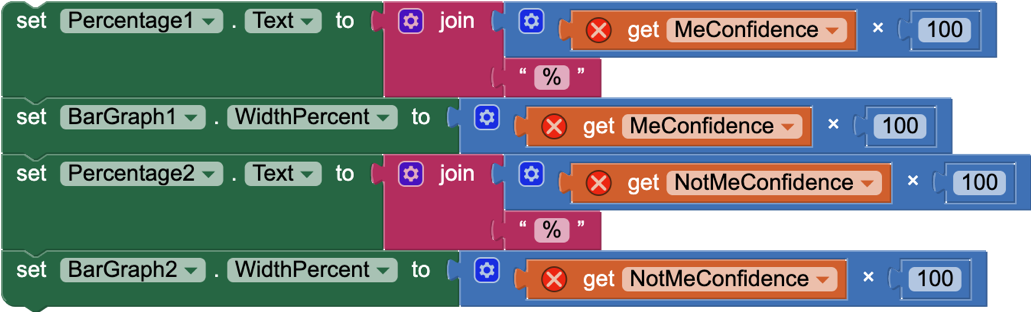 set Percentage1 . Text to join get MeConfidence × 100
“ % ”
set BarGraph1 . WidthPercent to get MeConfidence × 100
set Percentage2 . Text to join get NotMeConfidence × 100
“ % ”
set BarGraph2 . WidthPercent to get NotMeConfidence × 100